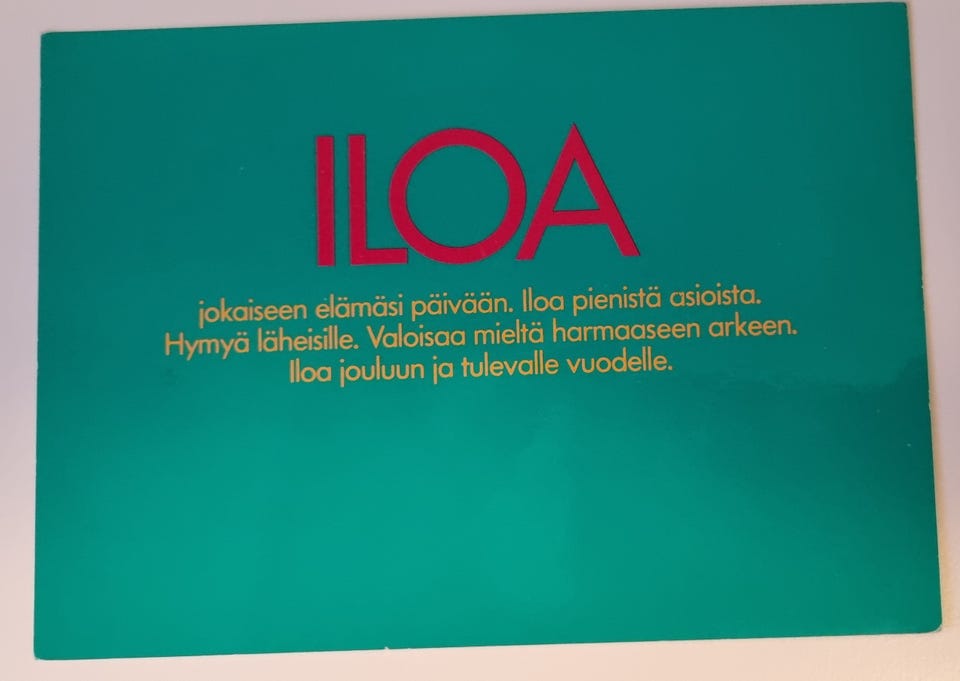 ILOA
jokaiseen elämäsi päivään. Iloa pienistä asioista.
Hymyä läheisille. Valoisaa mieltä harmaaseen arkeen.
Iloa jouluun ja tulevalle vuodelle.